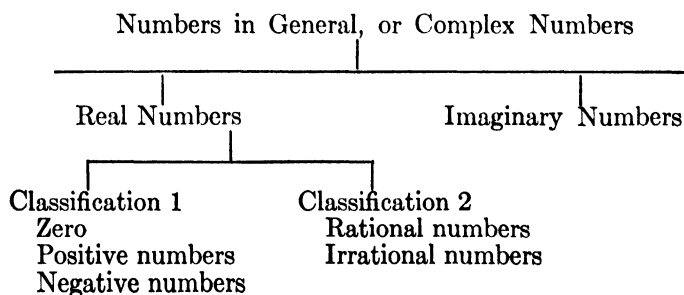 Numbers in General, or Complex Numbers
Real Numbers
Imaginary Numbers
Classification 1
Zero
Positive numbers
Negative numbers
Classification 2
Rational numbers
Irrational numbers